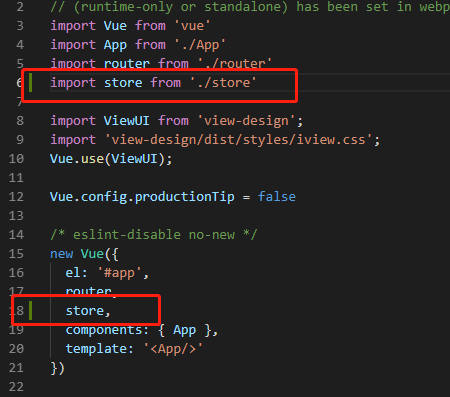 2 // (runtime-only or standalone) has been set in webp
3 import Vue from 'vue'
4 import App from './App'
5 import router from './router'
6 import store from './store'
7
8 import ViewUI from 'view-design';
9 import 'view-design/dist/styles/iview.css';
10 Vue.use(ViewUI);
11
12 Vue.config.productionTip = false
13
14 /* eslint-disable no-new */
15 new Vue({
16 el: '#app',
17 router,
18 store,
19 components: { App },
20 template: '<App/>'
21 })
22